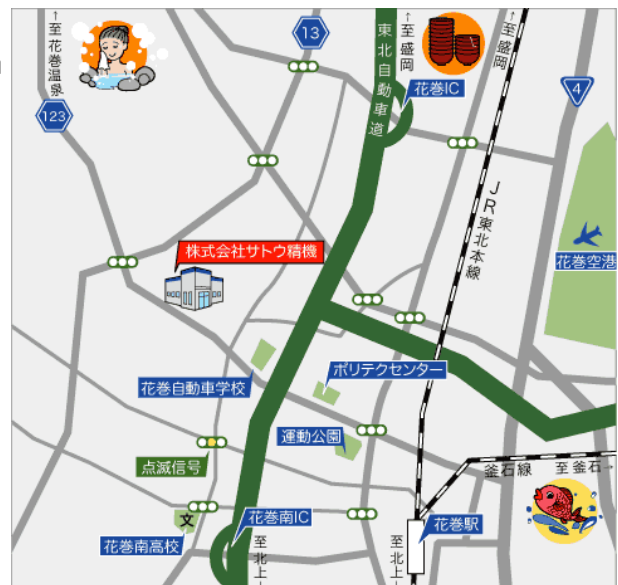 ↑至花巻温泉
13
東北自動車道
↑至盛岡
花巻IC
↑至盛岡
4
123
JR東北本線
花巻空港
株式会社サトウ精機
ポリテクセンター
花巻自動車学校
運動公園
点滅信号
釜石線
至釜石→
花巻南IC
文
花巻南高校
花巻駅
至北上↓
至北上↓